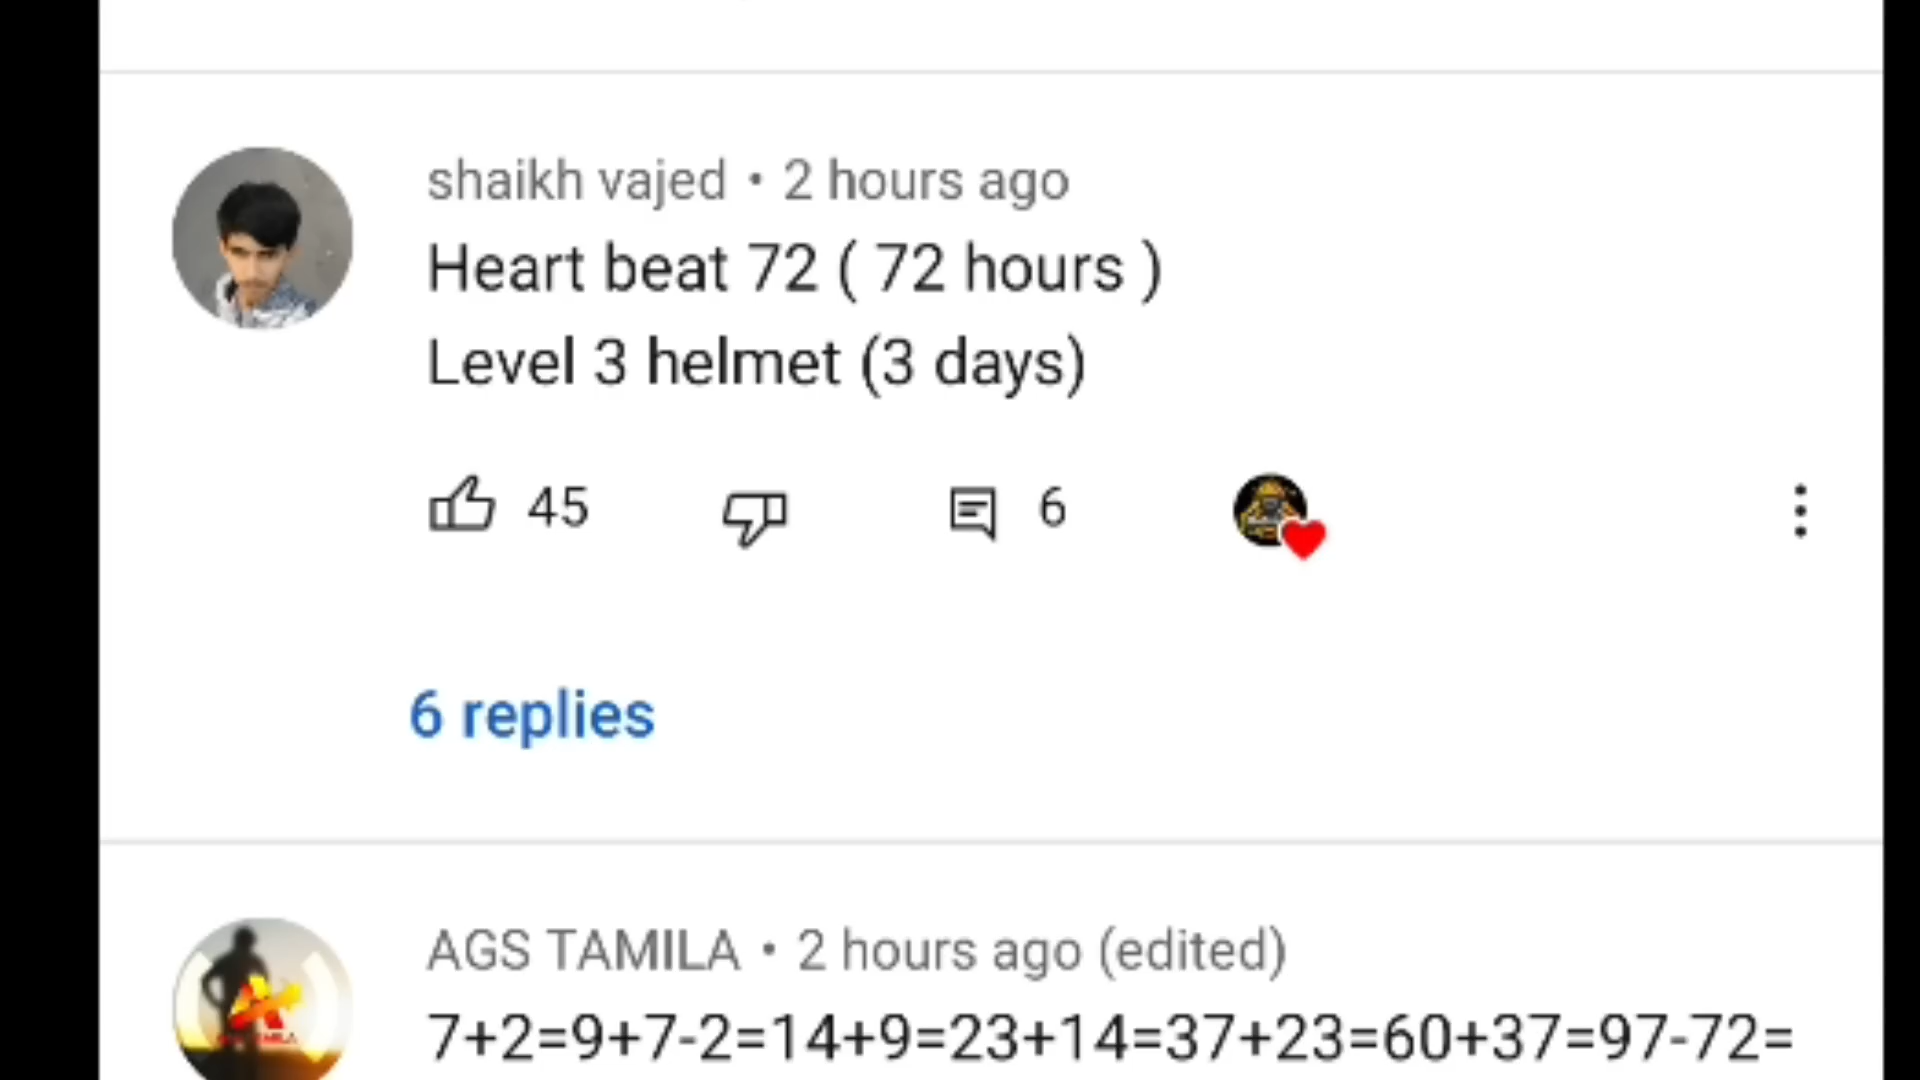 shaikh vajed • 2 hours ago
Heart beat 72 ( 72 hours )
Level 3 helmet (3 days)
45 6
6 replies
AGS TAMILA • 2 hours ago (edited)
7+2=9+7-2=14+9=23+14=37+23=60+37=97-72=